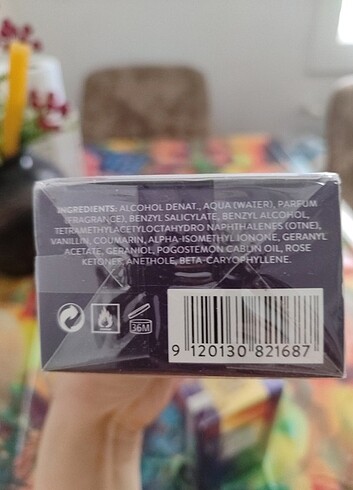 INGREDIENTS: ALCOHOL DENAT., AQUA (WATER), PARFUM
(FRAGRANCE), BENZYL SALICYLATE, BENZYL ALCOHOL,
TETRAMETHYLACETYLOCTAHYDRO NAPHTHALENES (OTNE),
VANILLIN, COUMARIN, ALPHA-ISOMETHYL IONONE, GERANYL
ACETATE, GERANIOL, POGOSTEMON CABLIN OIL, ROSE
KETONES, ANETHOLE, BETA-CARYOPHYLLENE.
36M
9 120130 821687